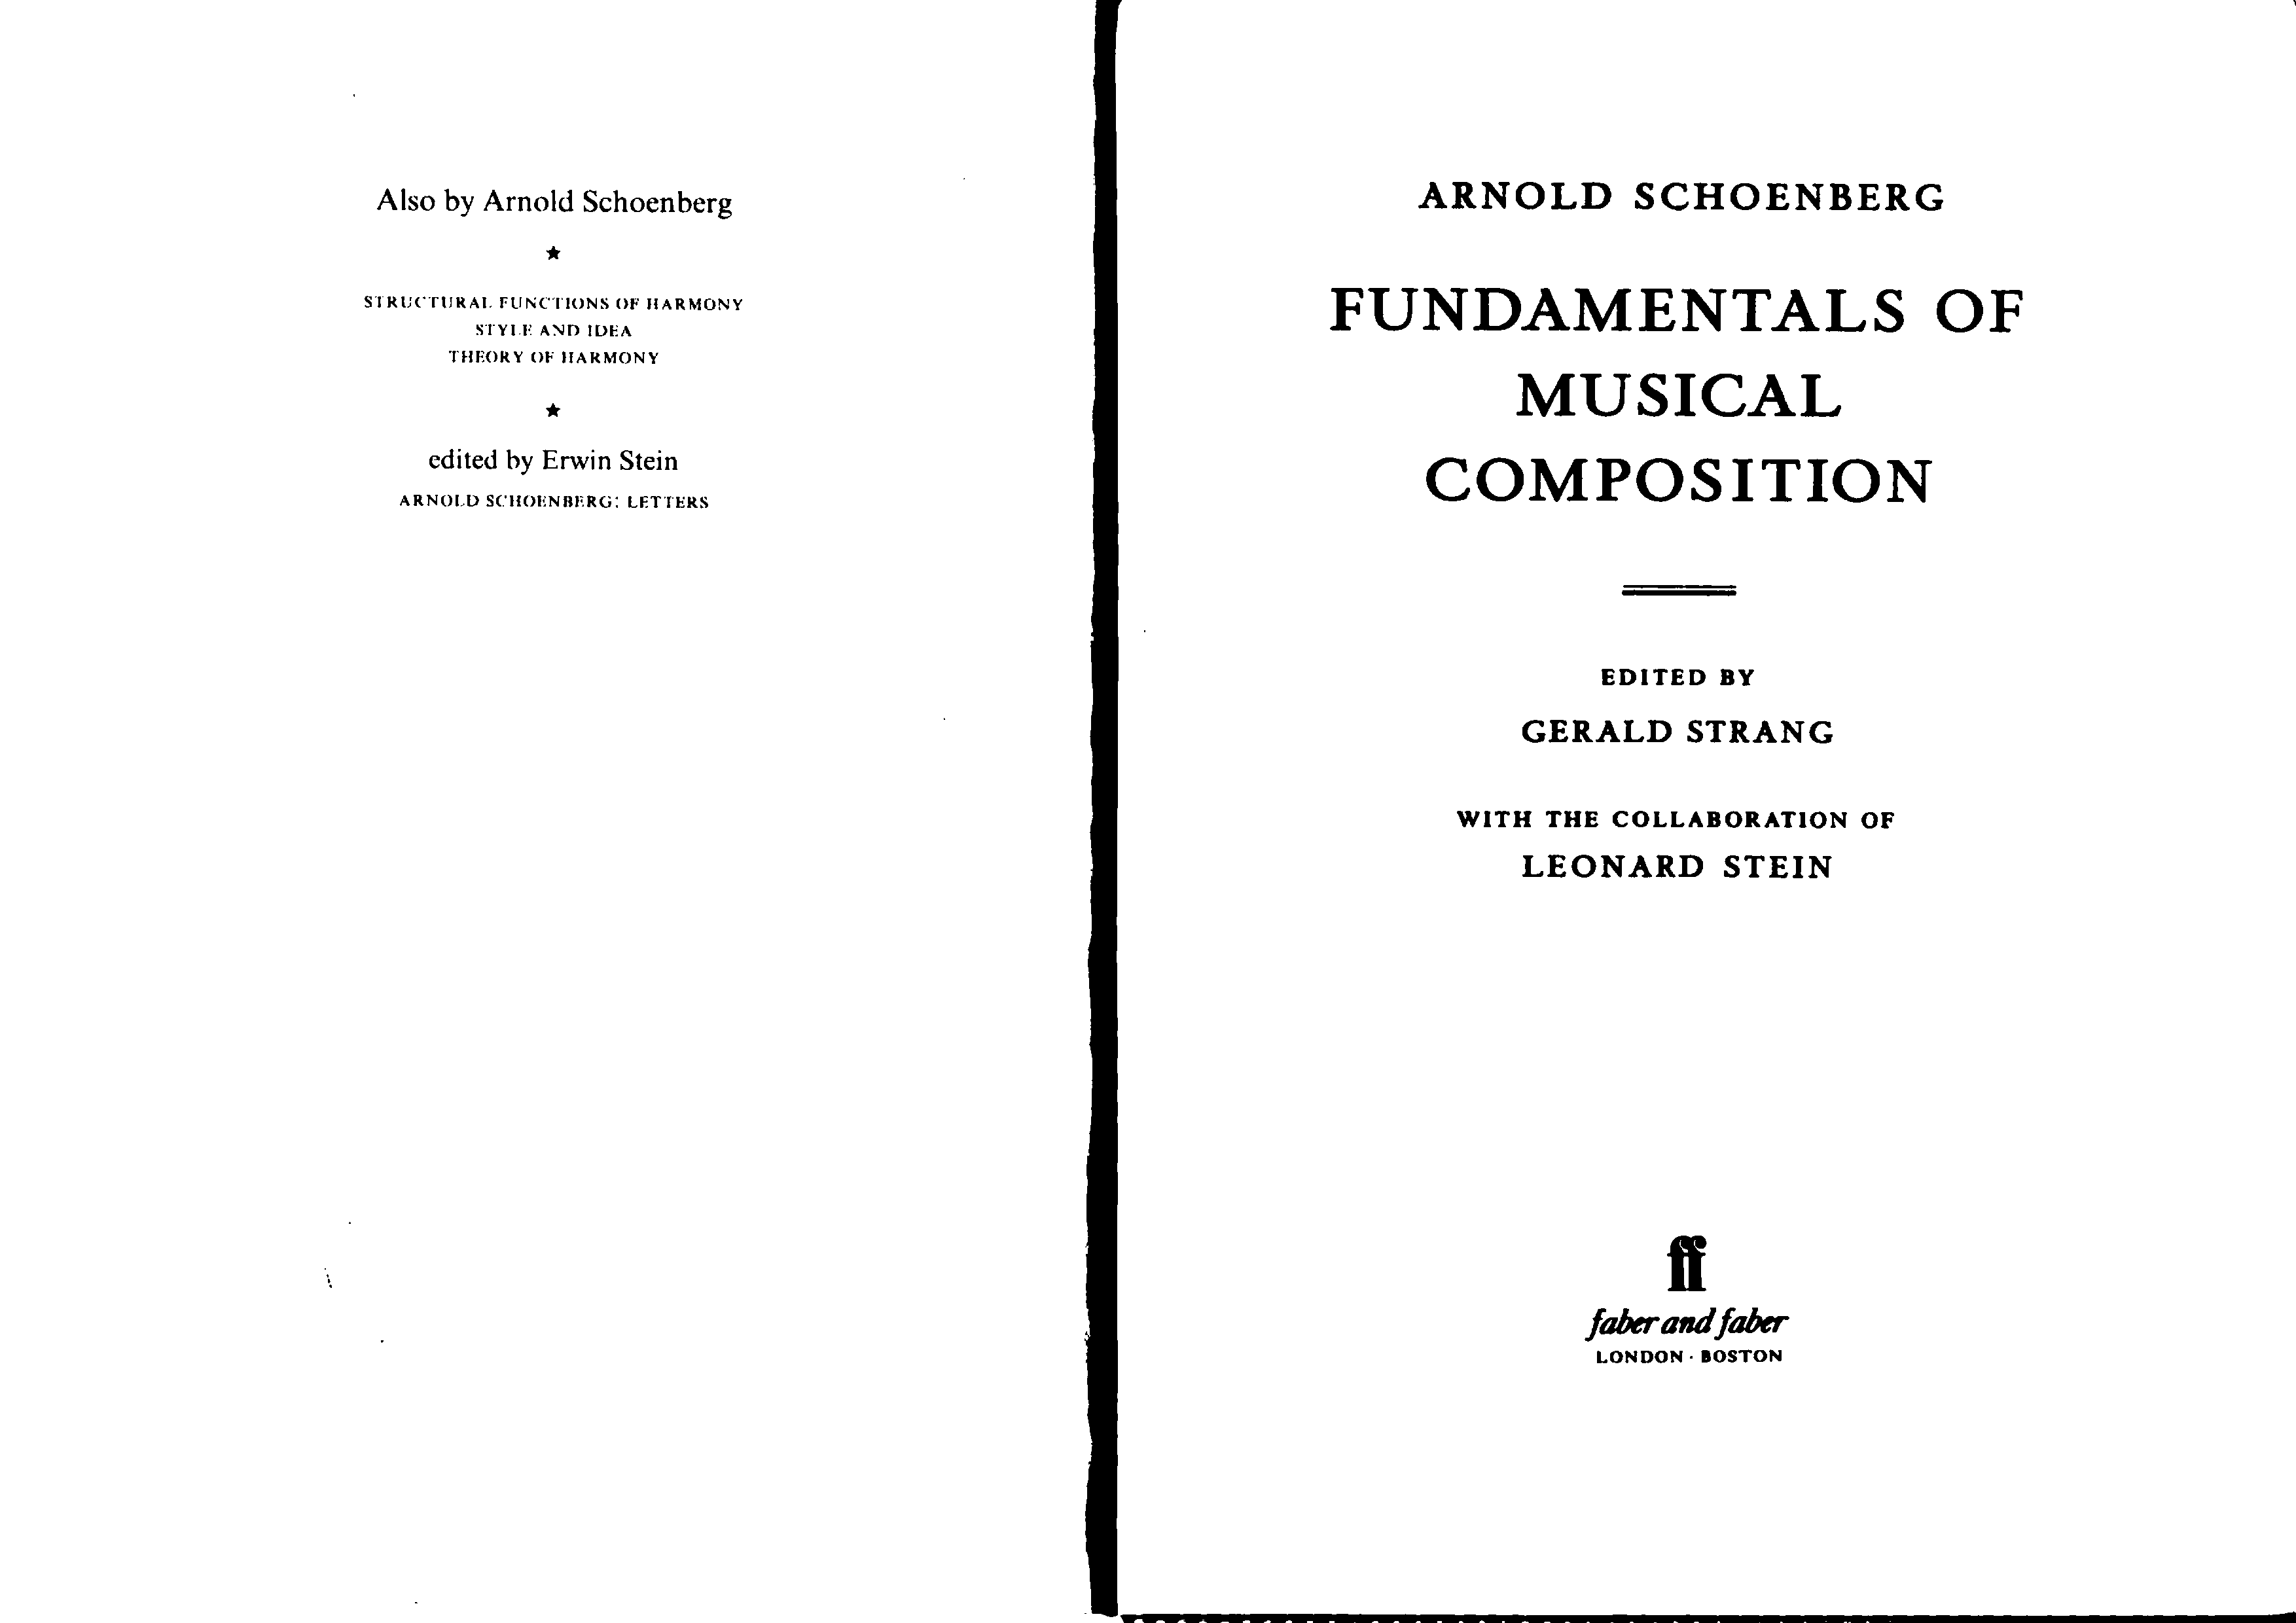 Also by Arnold Schoenberg
★
STRUCTURAL FUNCTIONS OF HARMONY
STYLE AND IDEA
THEORY OF HARMONY
★
edited by Erwin Stein
ARNOLD SCHOENBERG: LETTERS
ARNOLD SCHOENBERG
FUNDAMENTALS OF
MUSICAL
COMPOSITION
EDITED BY
GERALD STRANG
WITH THE COLLABORATION OF
LEONARD STEIN
ff
faber and faber
LONDON · BOSTON